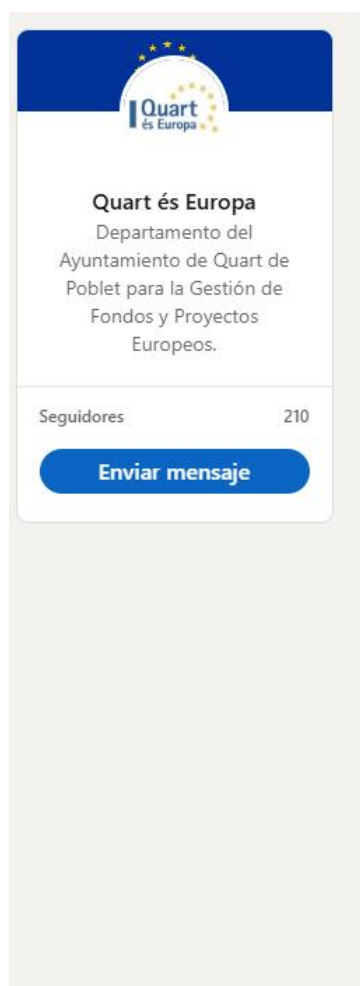 Quart
és Europa
Quart és Europa
Departamento del
Ayuntamiento de Quart de
Poblet para la Gestión de
Fondos y Proyectos
Europeos.
Seguidores 210
Enviar mensaje